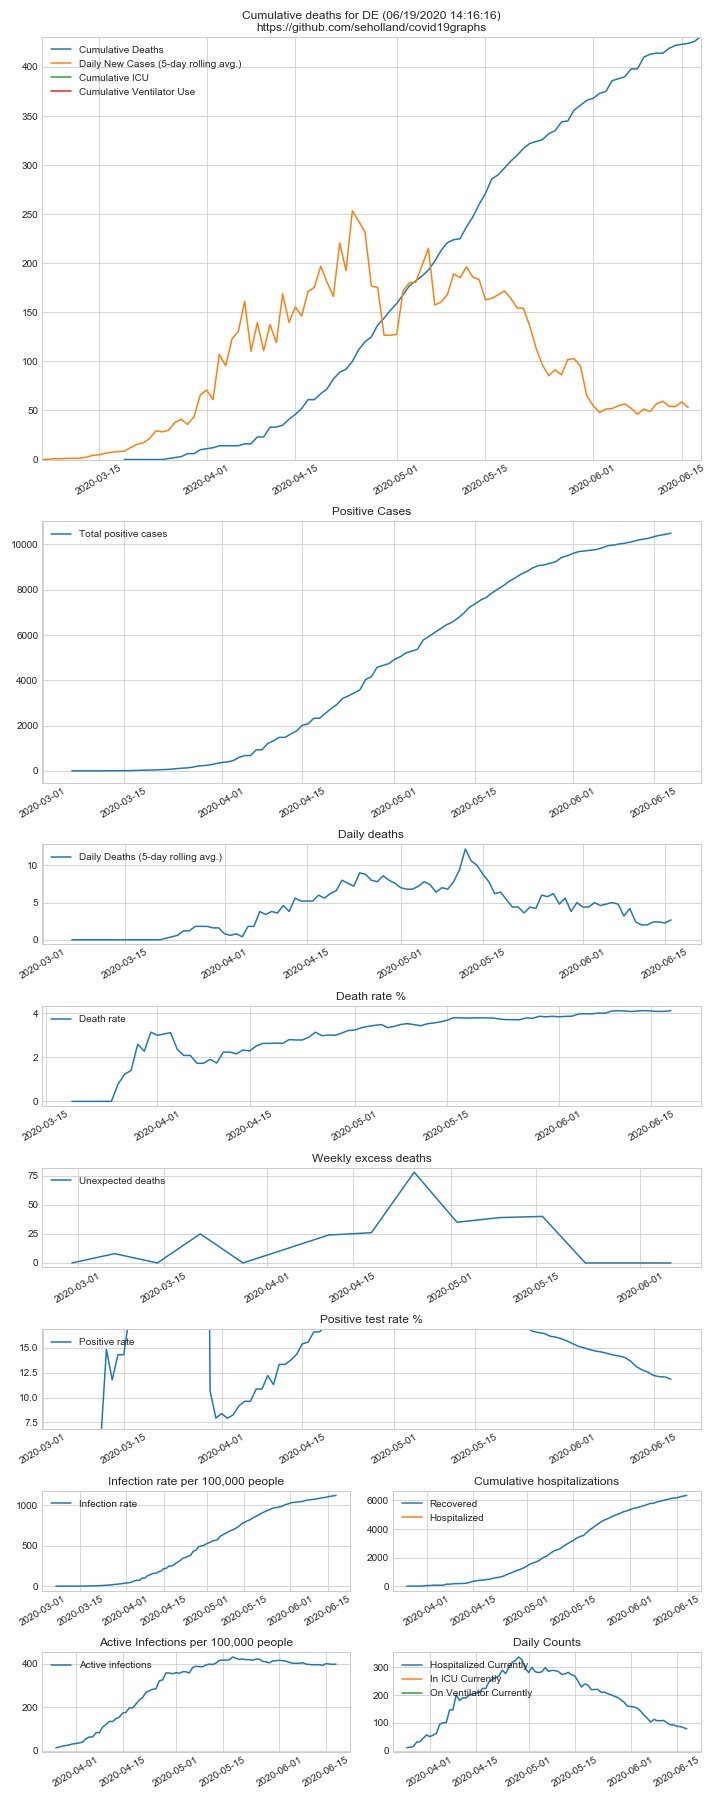 Cumulative deaths for DE (06/19/2020 14:16:16)
https://github.com/seholland/covid19graphs
Cumulative Deaths
Daily New Cases (5-day rolling avg.)
Cumulative ICU
Cumulative Ventilator Use
400
350
300
250
200
150
100
50
0
2020-03-15 2020-04-01 2020-04-15 2020-05-01 2020-05-15 2020-06-01 2020-06-15
Positive Cases
Total positive cases
10000
8000
6000
4000
2000
0
2020-03-01 2020-03-15 2020-04-01 2020-04-15 2020-05-01 2020-05-15 2020-06-01 2020-06-15
Daily deaths
Daily Deaths (5-day rolling avg.)
10
5
0
2020-03-01 2020-03-15 2020-04-01 2020-04-15 2020-05-01 2020-05-15 2020-06-01 2020-06-15
Death rate %
Death rate
4
2
0
2020-03-15 2020-04-01 2020-04-15 2020-05-01 2020-05-15 2020-06-01 2020-06-15
Weekly excess deaths
Unexpected deaths
75
50
25
0
2020-03-01 2020-03-15 2020-04-01 2020-04-15 2020-05-01 2020-05-15 2020-06-01
Positive test rate %
Positive rate
15.0
12.5
10.0
7.5
2020-03-01 2020-03-15 2020-04-01 2020-04-15 2020-05-01 2020-05-15 2020-06-01 2020-06-15
Infection rate per 100,000 people
Infection rate
1000
500
0
2020-03-01 2020-03-15 2020-04-01 2020-04-15 2020-05-01 2020-05-15 2020-06-01 2020-06-15
Cumulative hospitalizations
Recovered
Hospitalized
6000
4000
2000
0
2020-04-01 2020-04-15 2020-05-01 2020-05-15 2020-06-01 2020-06-15
Active Infections per 100,000 people
Active infections
400
200
0
2020-04-01 2020-04-15 2020-05-01 2020-05-15 2020-06-01 2020-06-15
Daily Counts
Hospitalized Currently
In ICU Currently
On Ventilator Currently
300
200
100
0
2020-04-01 2020-04-15 2020-05-01 2020-05-15 2020-06-01 2020-06-15